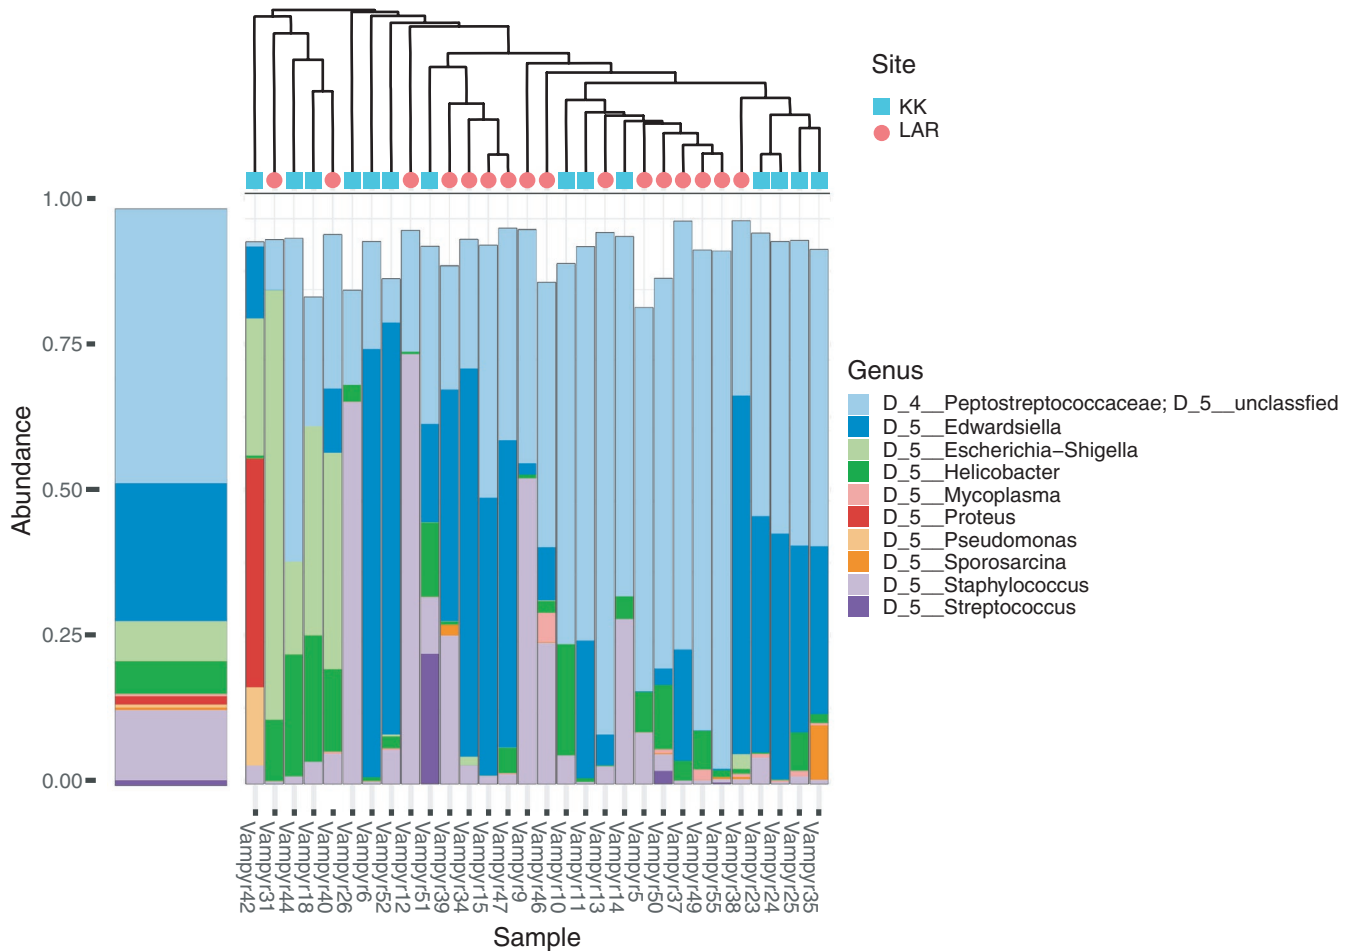 Site
KK
LAR
1.00
0.75
0.50
0.25
0.00
Abundance
Genus
D_4__Peptostreptococcaceae; D_5__unclassfied
D_5__Edwardsiella
D_5__Escherichia−Shigella
D_5__Helicobacter
D_5__Mycoplasma
D_5__Proteus
D_5__Pseudomonas
D_5__Sporosarcina
D_5__Staphylococcus
D_5__Streptococcus
Vampyr42
Vampyr31
Vampyr44
Vampyr18
Vampyr40
Vampyr26
Vampyr6
Vampyr52
Vampyr12
Vampyr51
Vampyr39
Vampyr34
Vampyr15
Vampyr47
Vampyr9
Vampyr46
Vampyr10
Vampyr11
Vampyr13
Vampyr14
Vampyr5
Vampyr50
Vampyr37
Vampyr49
Vampyr55
Vampyr38
Vampyr23
Vampyr24
Vampyr25
Vampyr35
Sample